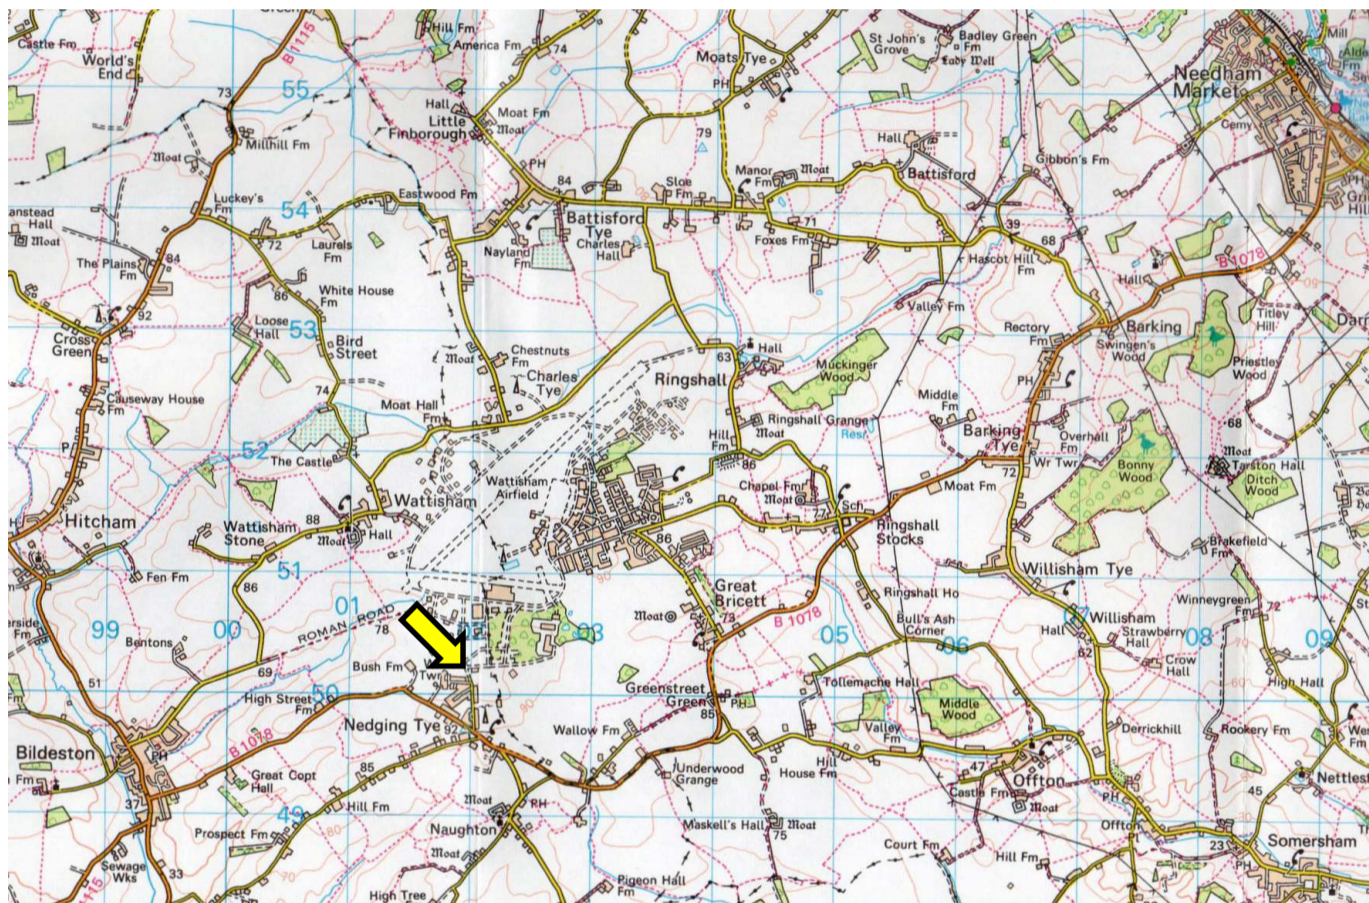 Castle Fm
World's
End
B 1115
Hill Fm
America Fm
74
Moats Tye
PH
St John's
Grove
Badley Green
Fm
Lady Well
Mill
Needham
Market
P
Cemy
55
73
Millhill Fm
Moat
Hall
Little
Finborough
Moat Fm
Moat
79
70
Hall
Battisford
Gibbon's Fm
PH
Luckey's
Fm
54
Eastwood Fm
PH
84
Sloe
Fm
Manor
Fm
Moat
Hall
Moat
72
Laurels
Fm
Battisford
Tye
Charles
Hall
Nayland
Fm
71
Foxes Fm
39
68
Hascot Hill
Fm
B 1078
Hall
The Plains
Fm
84
86
White House
Fm
92
Loose
Hall
53
Bird
Street
Valley Fm
Rectory
Fm
Barking
Swingen's
Wood
Titley
Hill
Priestley
Wood
Cross
Green
Moat
Chestnuts
Fm
Charles
Tye
63
Hall
Ringshall
Muckinger
Wood
PH
74
Causeway House
Fm
Moat Hall
Fm
Ringshall Grange
Moat
Resr
Middle
Fm
Barking
Tye
Overhall
Fm
Wr Twr
72
68
Moat
Tarston Hall
Ditch
Wood
Bonny
Wood
52
The Castle
Hill
Fm
86
Wattisham
Airfield
Chapel Fm
Moat
Moat Fm
Wattisham
Hitcham
Wattisham
Stone
88
Moat
Hall
77
Sch
Ringshall
Stocks
86
Brakefield
Fm
51
Fen Fm
86
90
Great
Bricett
Willisham Tye
Ringshall Ho
Winneygreen
Fm
72
99
00
01
ROMAN ROAD
78
03
Moat
73
B 1078
05
Bull's Ash
Corner
06
07
Willisham
Hall
Strawberry
Hall
62
08
09
Bentons
69
Bush Fm
Twr
Crow
Hall
High Hall
51
High Street
Fm
50
Greenstreet
Green
85
PH
Tollemache Hall
Middle
Wood
Nedging Tye
92
90
Wallow Fm
Valley
Fm
Derrickhill
Rookery Fm
Bildeston
PH
B 1078
Great Copt
Hall
85
Underwood
Grange
Hill
House Fm
47
Offton
Castle Fm
Moat
Nettlest
37
49
Hill Fm
80
Moat
PH
Naughton
Maskell's Hall
Moat
75
PH
Offton
45
Prospect Fm
70
Moat
Court Fm
Hill Fm
23
PH
Somersham
Sewage
Wks
33
High Tree
Pigeon Hall
Fm